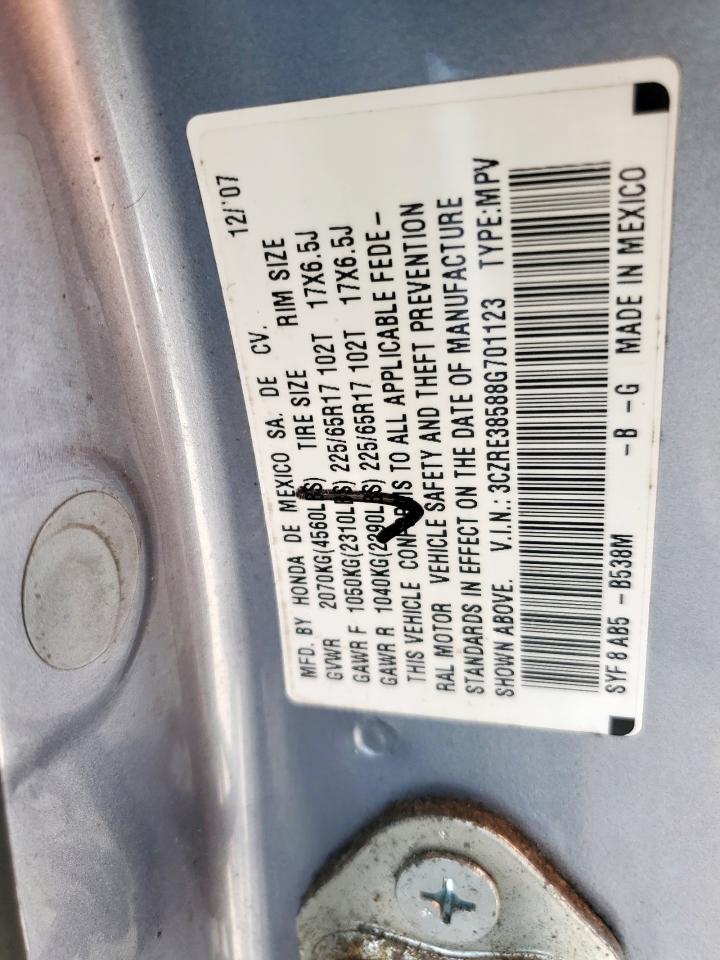 MFD. BY HONDA DE MEXICO SA. DE CV. 12/'07
GVWR 2070KG(4560LBS) TIRE SIZE RIM SIZE
GAWR F 1050KG(2310LBS) 225/65R17 102T 17X6.5J
GAWR R 1040KG(2290LBS) 225/65R17 102T 17X6.5J
THIS VEHICLE CONFORMS TO ALL APPLICABLE FEDE-
RAL MOTOR VEHICLE SAFETY AND THEFT PREVENTION
STANDARDS IN EFFECT ON THE DATE OF MANUFACTURE
SHOWN ABOVE. V.I.N.: 3CZRE38588G701123 TYPE:MPV
SYF 8 AB5 -B538M -B -G MADE IN MEXICO